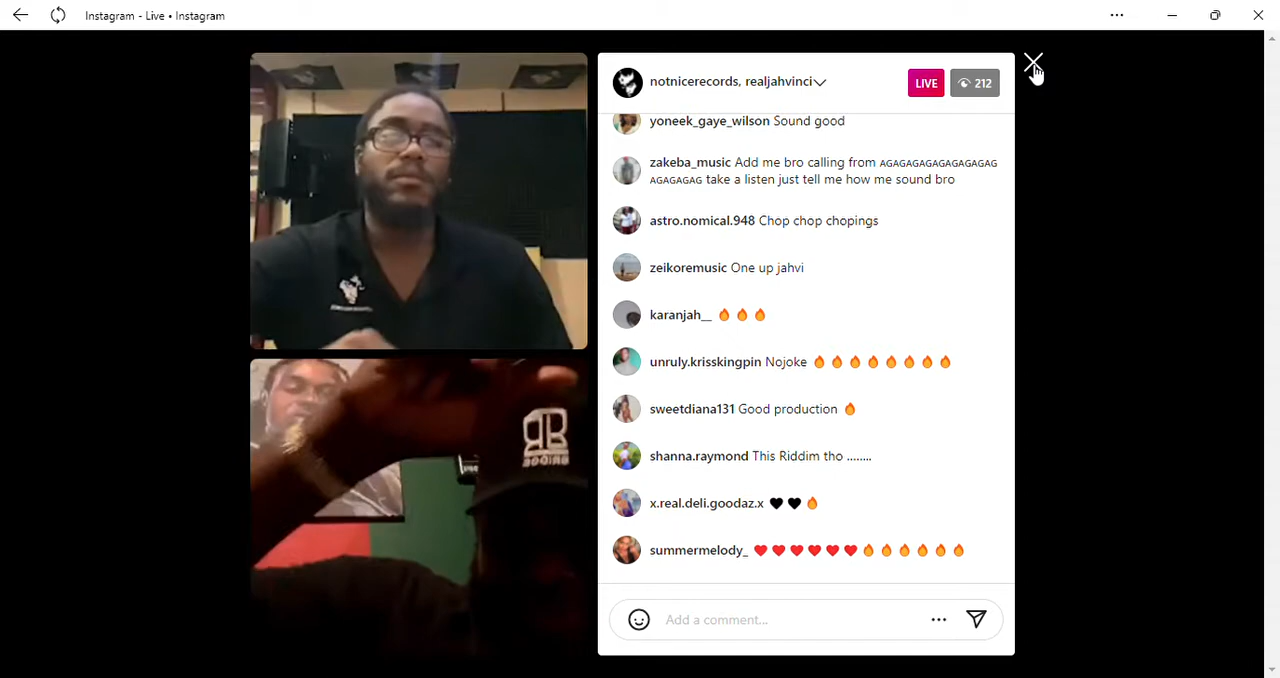 Instagram - Live • Instagram
notnicerecords, realjahvinci
LIVE
212
yoneek_gaye_wilson Sound good
zakeba_music Add me bro calling from ᴀɢᴀɢᴀɢᴀɢᴀɢᴀɢᴀɢᴀɢ
ᴀɢᴀɢᴀɢᴀɢ take a listen just tell me how me sound bro
astro.nomical.948 Chop chop chopings
zeikoremusic One up jahvi
karanjah__ 🔥 🔥 🔥
unruly.krisskingpin Nojoke 🔥 🔥 🔥 🔥 🔥 🔥 🔥 🔥
sweetdiana131 Good production 🔥
shanna.raymond This Riddim tho ........
x.real.deli.goodaz.x 🖤 🖤 🔥
summermelody_ ❤️ ❤️ ❤️ ❤️ ❤️ ❤️ 🔥 🔥 🔥 🔥 🔥 🔥
Add a comment...